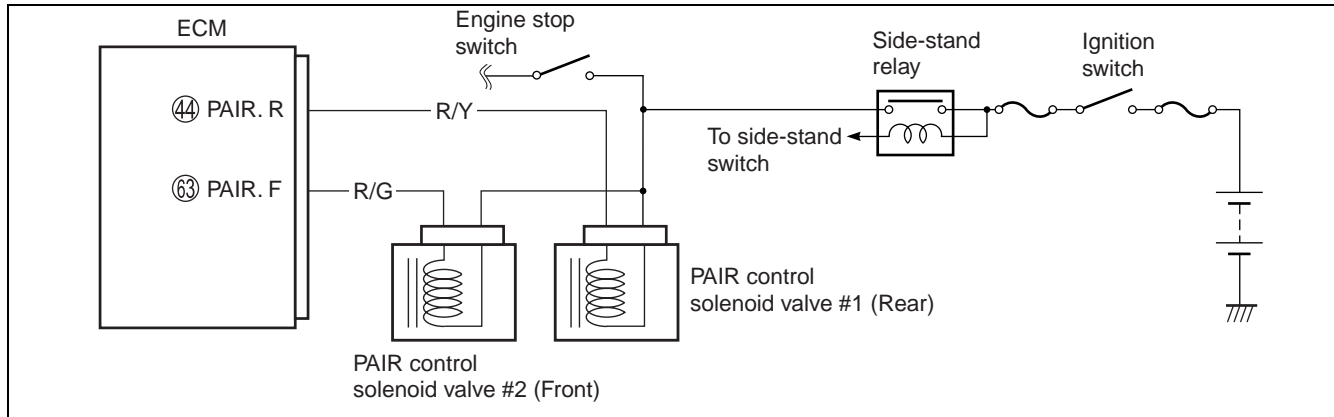 ECM
Engine stop
switch
Side-stand
relay
Ignition
switch
44 PAIR. R
R/Y
To side-stand
switch
63 PAIR. F
R/G
PAIR control
solenoid valve #1 (Rear)
PAIR control
solenoid valve #2 (Front)